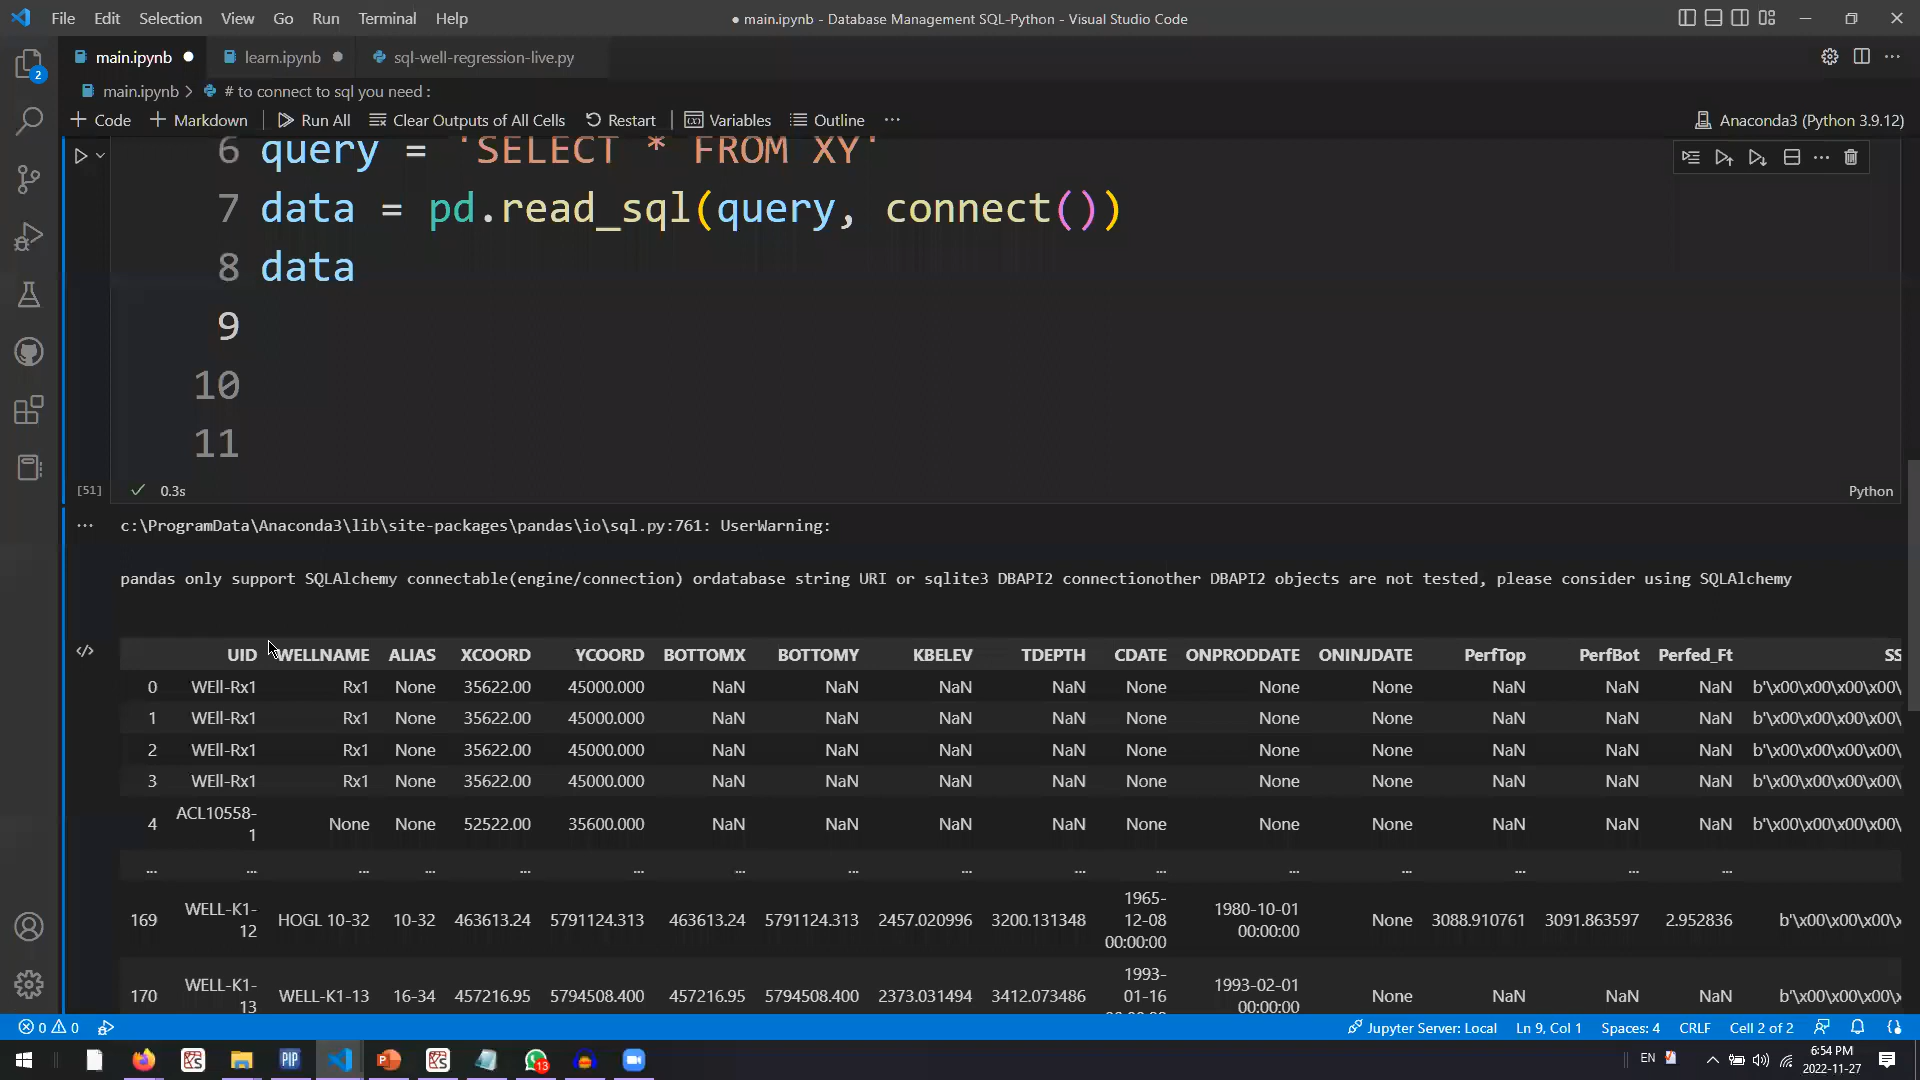 File Edit Selection View Go Run Terminal Help
● main.ipynb - Database Management SQL-Python - Visual Studio Code
main.ipynb ● learn.ipynb ● sql-well-regression-live.py
main.ipynb > # to connect to sql you need :
+ Code + Markdown Run All Clear Outputs of All Cells Restart Variables Outline ... Anaconda3 (Python 3.9.12)
6 query = 'SELECT * FROM XY'
7 data = pd.read_sql(query, connect())
8 data
9
10
11
[51] 0.3s Python
... c:\ProgramData\Anaconda3\lib\site-packages\pandas\io\sql.py:761: UserWarning:
pandas only support SQLAlchemy connectable(engine/connection) ordatabase string URI or sqlite3 DBAPI2 connectionother DBAPI2 objects are not tested, please consider using SQLAlchemy
UID WELLNAME ALIAS XCOORD YCOORD BOTTOMX BOTTOMY KBELEV TDEPTH CDATE ONPRODDATE ONINJDATE PerfTop PerfBot Perfed_Ft SS
0 WEll-Rx1 Rx1 None 35622.00 45000.000 NaN NaN NaN NaN None None None NaN NaN NaN b'\x00\x00\x00\x00\
1 WEll-Rx1 Rx1 None 35622.00 45000.000 NaN NaN NaN NaN None None None NaN NaN NaN b'\x00\x00\x00\x00\
2 WEll-Rx1 Rx1 None 35622.00 45000.000 NaN NaN NaN NaN None None None NaN NaN NaN b'\x00\x00\x00\x00\
3 WEll-Rx1 Rx1 None 35622.00 45000.000 NaN NaN NaN NaN None None None NaN NaN NaN b'\x00\x00\x00\x00\
4 ACL10558-1 None None 52522.00 35600.000 NaN NaN NaN NaN None None None NaN NaN NaN b'\x00\x00\x00\x00\
... ... ... ... ... ... ... ... ... ... ... ... ... ... ... ...
169 WELL-K1-12 HOGL 10-32 10-32 463613.24 5791124.313 463613.24 5791124.313 2457.020996 3200.131348 1965-12-08 00:00:00 1980-10-01 00:00:00 None 3088.910761 3091.863597 2.952836 b'\x00\x00\x00\x
170 WELL-K1-13 WELL-K1-13 16-34 457216.95 5794508.400 457216.95 5794508.400 2373.031494 3412.073486 1993-01-16 1993-02-01 00:00:00 None NaN NaN NaN b'\x00\x00\x00\x
0 0 Jupyter Server: Local Ln 9, Col 1 Spaces: 4 CRLF Cell 2 of 2
PIP 13 EN 6:54 PM
2022-11-27